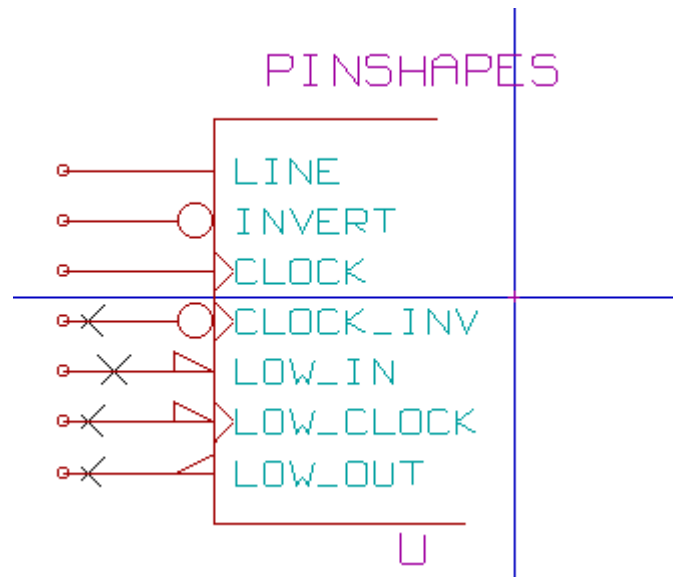 PINSHAPES
LINE
INVERT
CLOCK
CLOCK_INV
LOW_IN
LOW_CLOCK
LOW_OUT
U